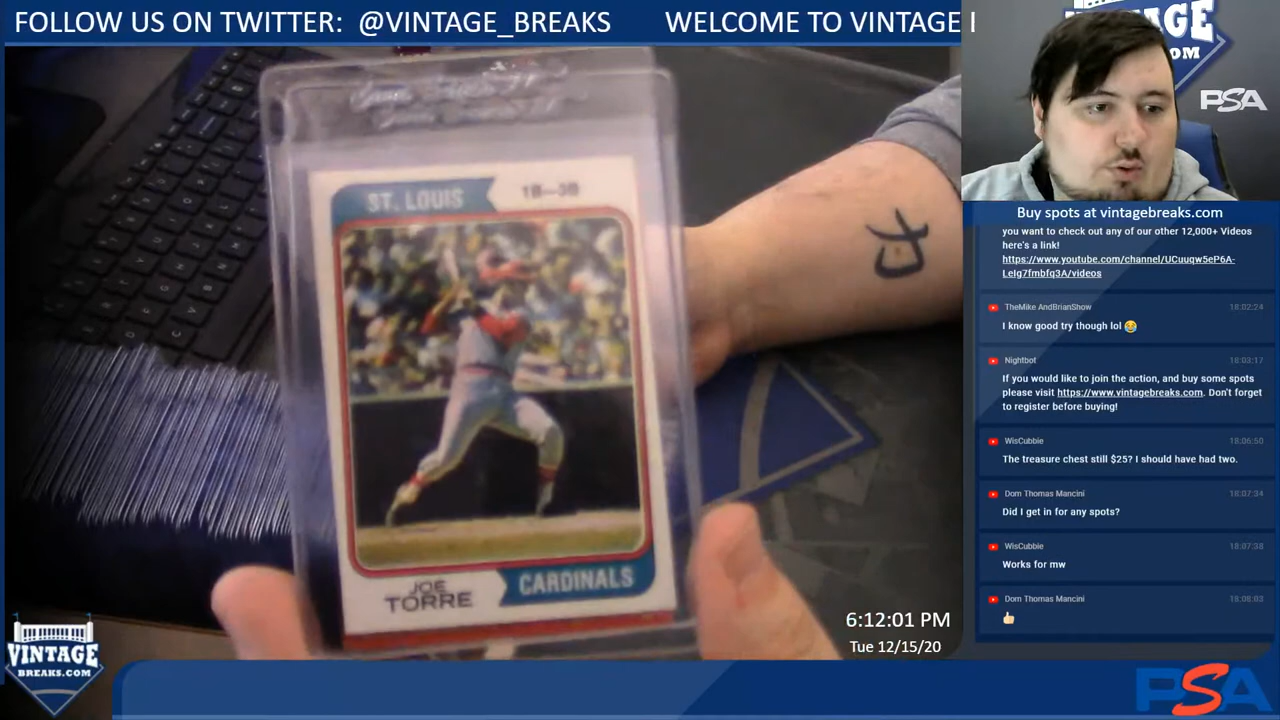 FOLLOW US ON TWITTER: @VINTAGE_BREAKS WELCOME TO VINTAGE
VINTAGE
.COM
PSA
ST. LOUIS 1B—3B
JOE
TORRE
CARDINALS
Buy spots at vintagebreaks.com
you want to check out any of our other 12,000+ Videos
here's a link!
https://www.youtube.com/channel/UCuuqw5eP6A-
LeIg7fmbfq3A/videos
TheMike AndBrianShow 18:02:24
I know good try though lol 😂
Nightbot 18:03:17
If you would like to join the action, and buy some spots
please visit https://www.vintagebreaks.com. Don't forget
to register before buying!
WisCubbie 18:06:50
The treasure chest still $25? I should have had two.
Dom Thomas Mancini 18:07:34
Did I get in for any spots?
WisCubbie 18:07:38
Works for mw
Dom Thomas Mancini 18:08:03
👍🏻
6:12:01 PM
Tue 12/15/20
VINTAGE
BREAKS.COM
PSA